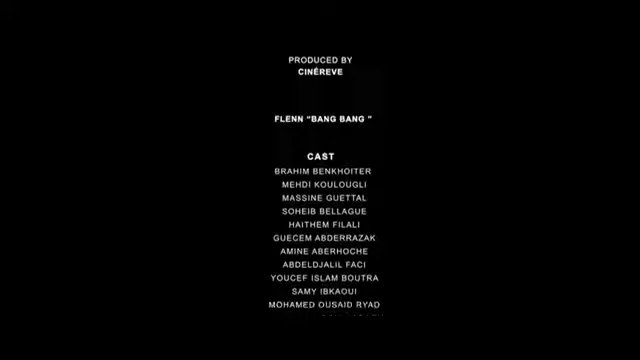 PRODUCED BY
CINÉREVE
FLENN “BANG BANG ”
CAST
BRAHIM BENKHOITER
MEHDI KOULOUGLI
MASSINE GUETTAL
SOHEIB BELLAGUE
HAITHEM FILALI
GUECEM ABDERRAZAK
AMINE ABERHOCHE
ABDELDJALIL FACI
YOUCEF ISLAM BOUTRA
SAMY IBKAOUI
MOHAMED OUSAID RYAD